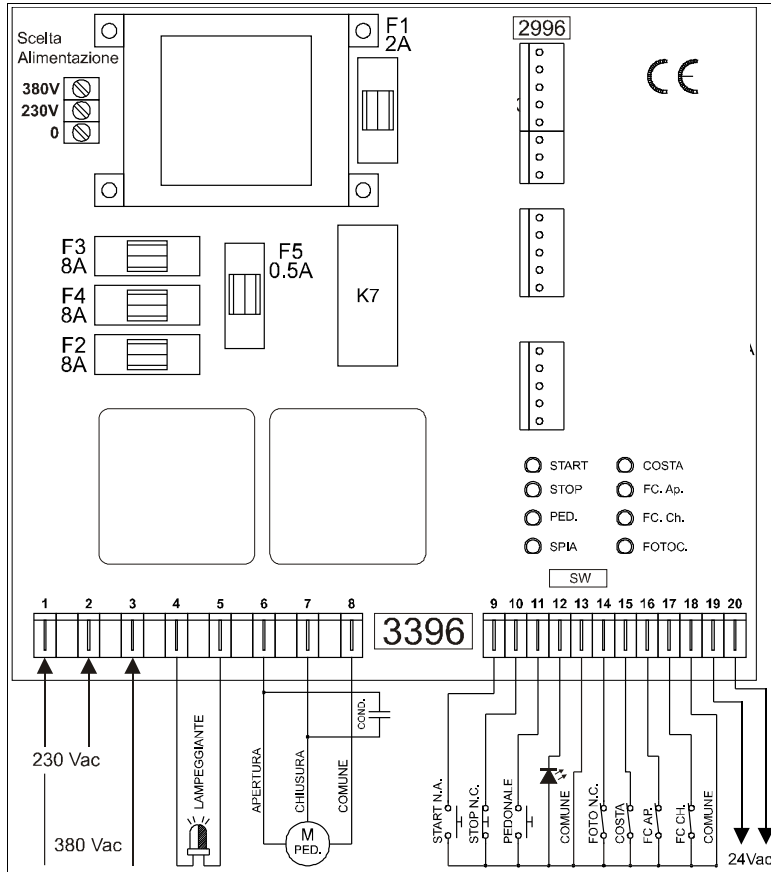 Scelta
Alimentazione
380V
230V
0
F1
2A
2996
CE
F3
8A
F4
8A
F2
8A
F5
0.5A
K7
START
COSTA
STOP
FC. Ap.
PED.
FC. Ch.
SPIA
FOTOC.
SW
1 2 3 4 5 6 7 8
3396
9 10 11 12 13 14 15 16 17 18 19 20
230 Vac
380 Vac
LAMPEGGIANTE
APERTURA
CHIUSURA
COMUNE
COND.
M
PED.
START N.A.
STOP N.C.
PEDONALE
COMUNE
FOTO N.C.
COSTA
FC AP.
FC CH.
COMUNE
24Vac